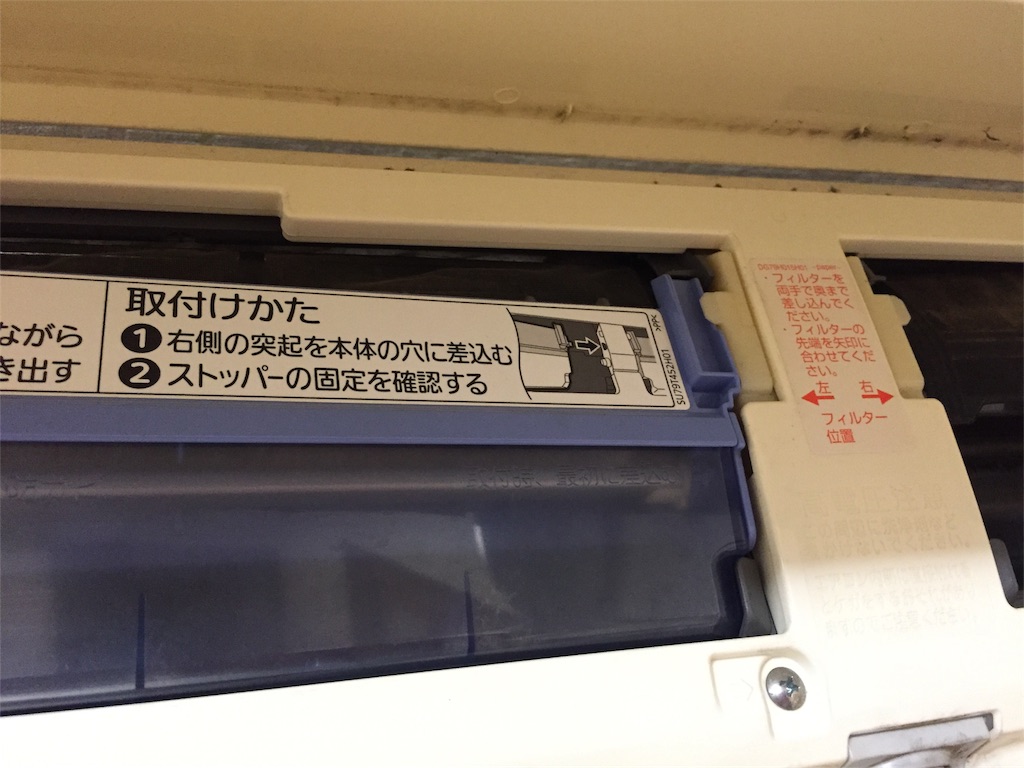 ながら
き出す
取付けかた
❶右側の突起を本体の穴に差込む
❷ストッパーの固定を確認する
SU79T452H01
・フィルターを
両手で奥まで
差し込んでく
ださい。
・フィルターの
先端を矢印に
合わせてくだ
さい。
左 右
フィルター
位置